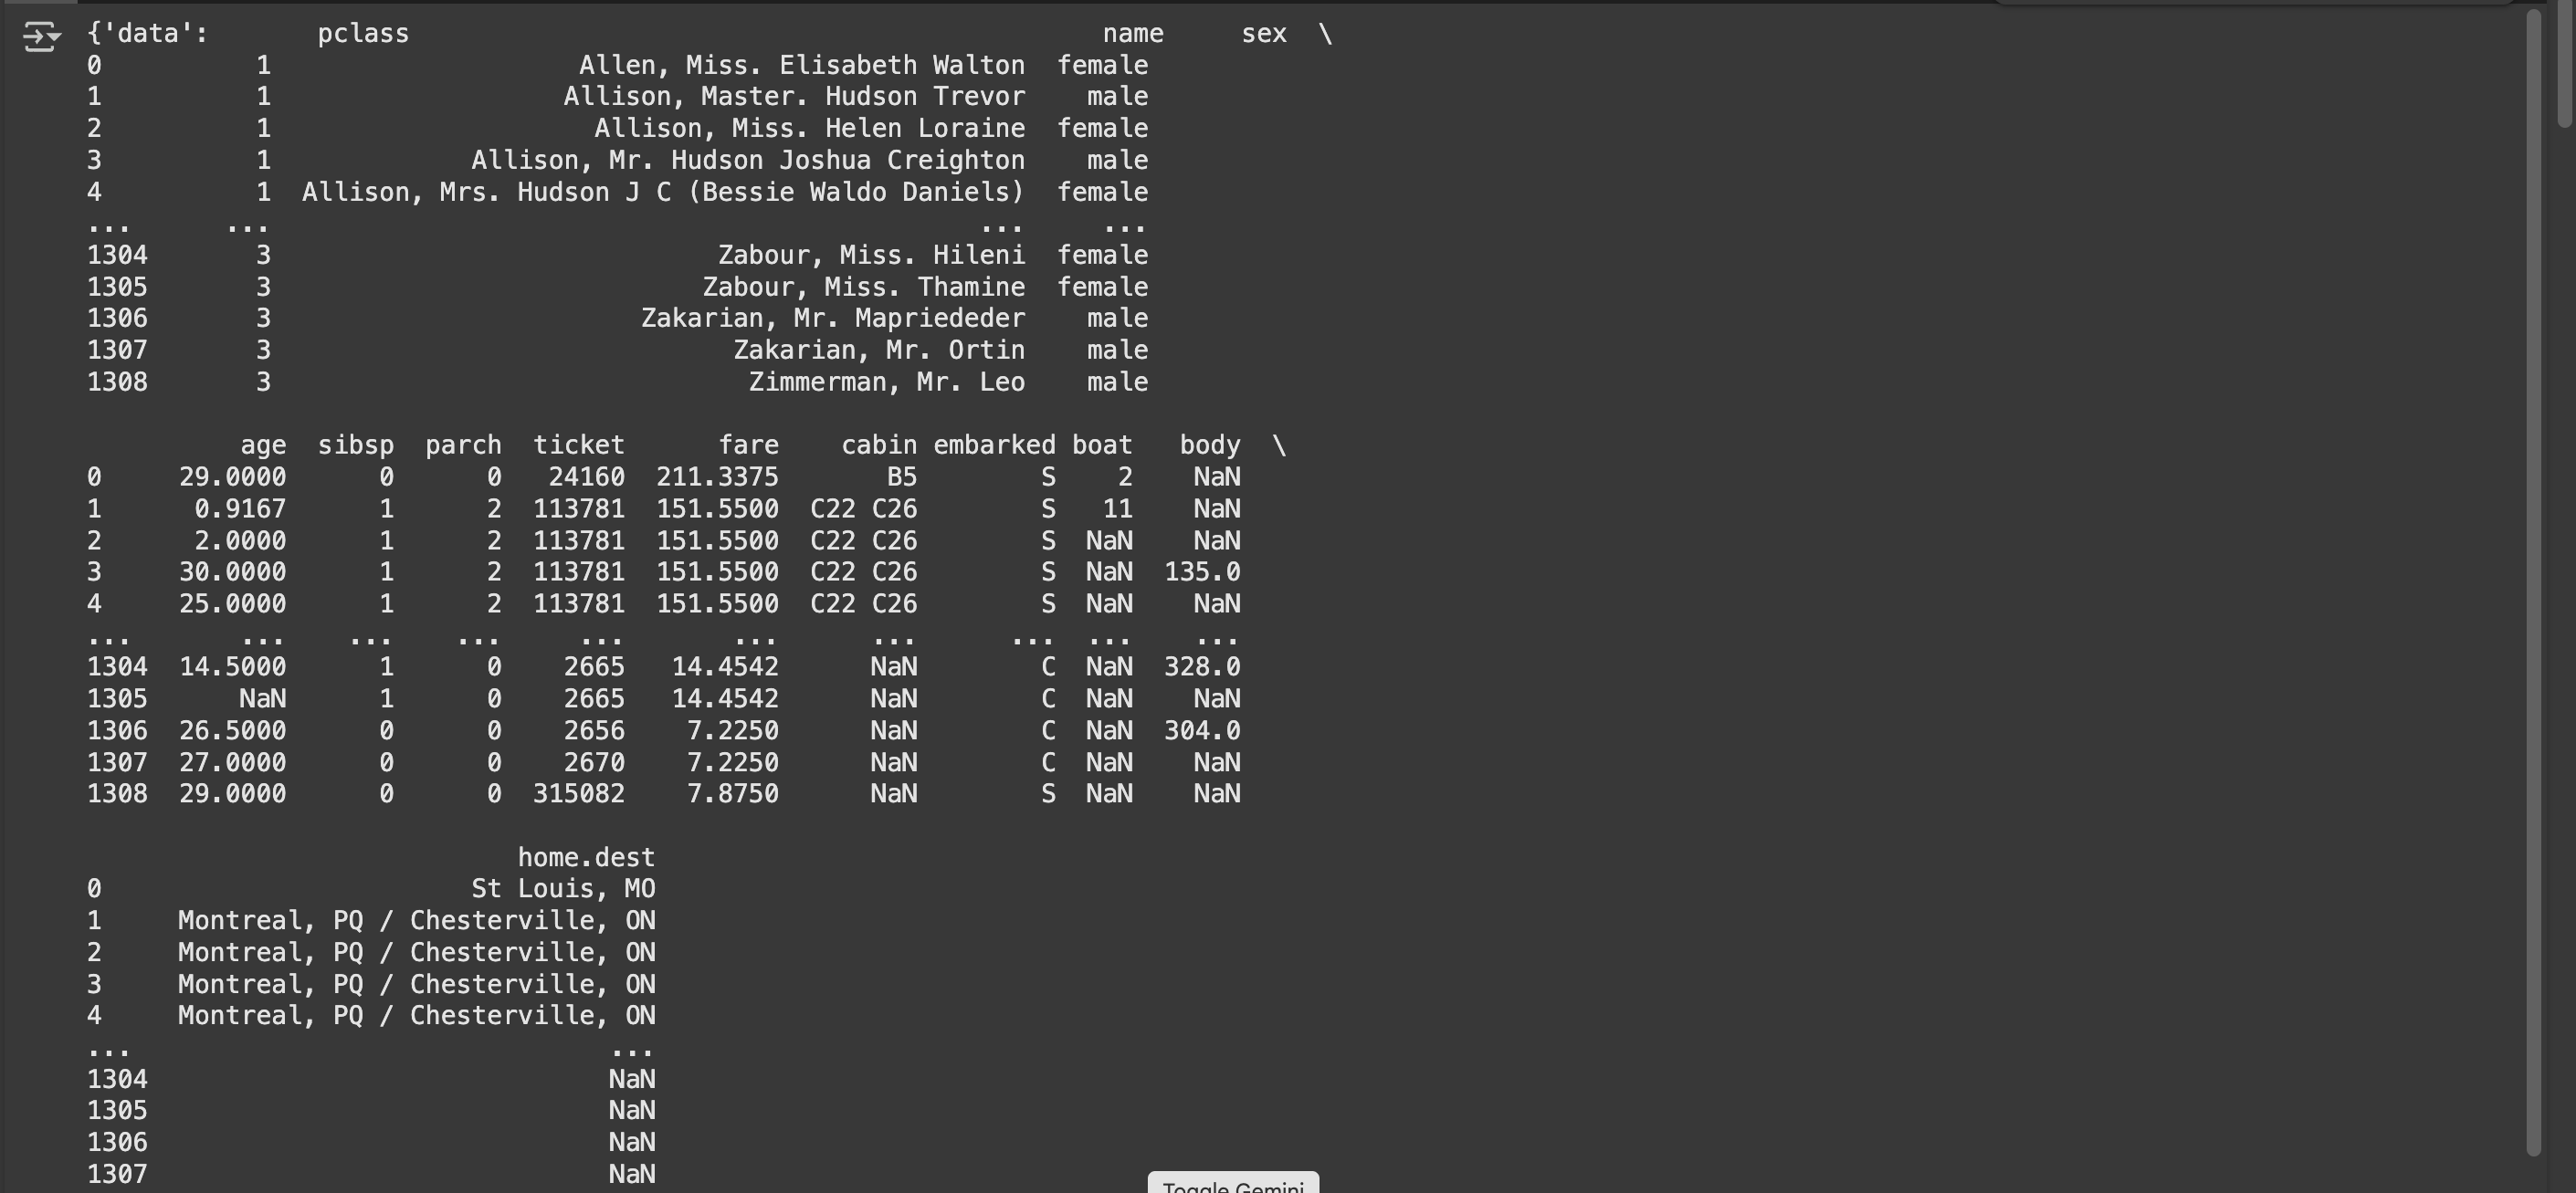 {'data':       pclass                                             name     sex  \
0          1                    Allen, Miss. Elisabeth Walton  female
1          1                   Allison, Master. Hudson Trevor    male
2          1                     Allison, Miss. Helen Loraine  female
3          1             Allison, Mr. Hudson Joshua Creighton    male
4          1  Allison, Mrs. Hudson J C (Bessie Waldo Daniels)  female
...      ...                                              ...     ...
1304       3                             Zabour, Miss. Hileni  female
1305       3                            Zabour, Miss. Thamine  female
1306       3                        Zakarian, Mr. Mapriededer    male
1307       3                              Zakarian, Mr. Ortin    male
1308       3                               Zimmerman, Mr. Leo    male
          age  sibsp  parch  ticket      fare    cabin embarked boat   body  \
0     29.0000      0      0   24160  211.3375       B5        S    2    NaN
1      0.9167      1      2  113781  151.5500  C22 C26        S   11    NaN
2      2.0000      1      2  113781  151.5500  C22 C26        S  NaN    NaN
3     30.0000      1      2  113781  151.5500  C22 C26        S  NaN  135.0
4     25.0000      1      2  113781  151.5500  C22 C26        S  NaN    NaN
...       ...    ...    ...     ...       ...      ...      ...  ...    ...
1304  14.5000      1      0    2665   14.4542      NaN        C  NaN  328.0
1305      NaN      1      0    2665   14.4542      NaN        C  NaN    NaN
1306  26.5000      0      0    2656    7.2250      NaN        C  NaN  304.0
1307  27.0000      0      0    2670    7.2250      NaN        C  NaN    NaN
1308  29.0000      0      0  315082    7.8750      NaN        S  NaN    NaN
                            home.dest
0                        St Louis, MO
1     Montreal, PQ / Chesterville, ON
2     Montreal, PQ / Chesterville, ON
3     Montreal, PQ / Chesterville, ON
4     Montreal, PQ / Chesterville, ON
...                               ...
1304                              NaN
1305                              NaN
1306                              NaN
1307                              NaN
Toggle Gemini